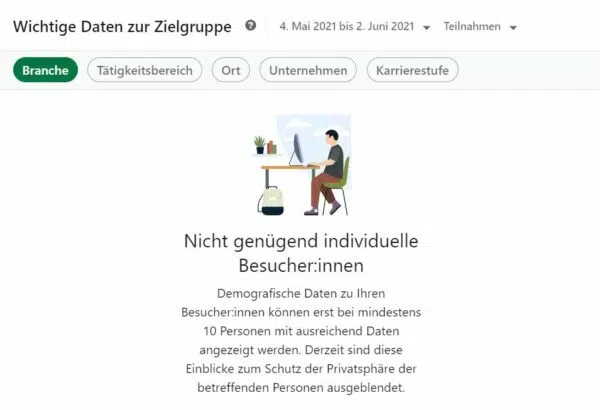 Wichtige Daten zur Zielgruppe ? 4. Mai 2021 bis 2. Juni 2021 Teilnahmen
Branche Tätigkeitsbereich Ort Unternehmen Karrierestufe
Nicht genügend individuelle
Besucher:innen
Demografische Daten zu Ihren
Besucher:innen können erst bei mindestens
10 Personen mit ausreichend Daten
angezeigt werden. Derzeit sind diese
Einblicke zum Schutz der Privatsphäre der
betreffenden Personen ausgeblendet.